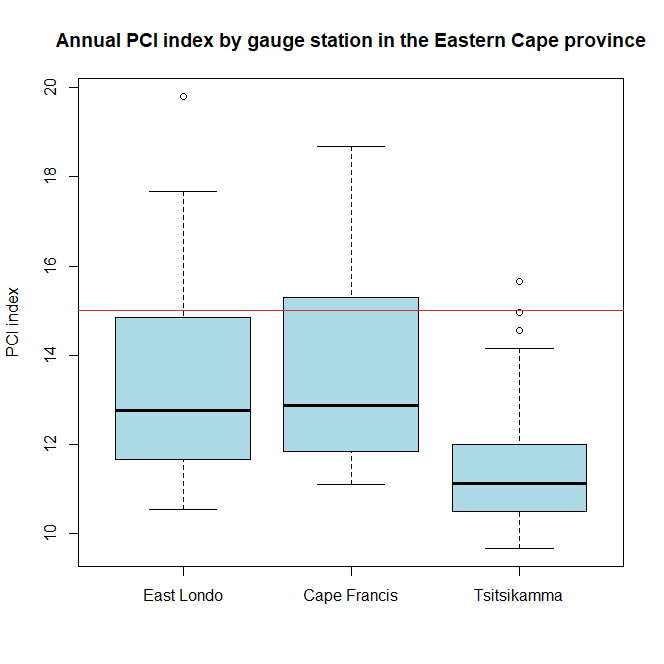 Annual PCI index by gauge station in the Eastern Cape province
20
18
16
14
12
10
PCI index
East Londo
Cape Francis
Tsitsikamma